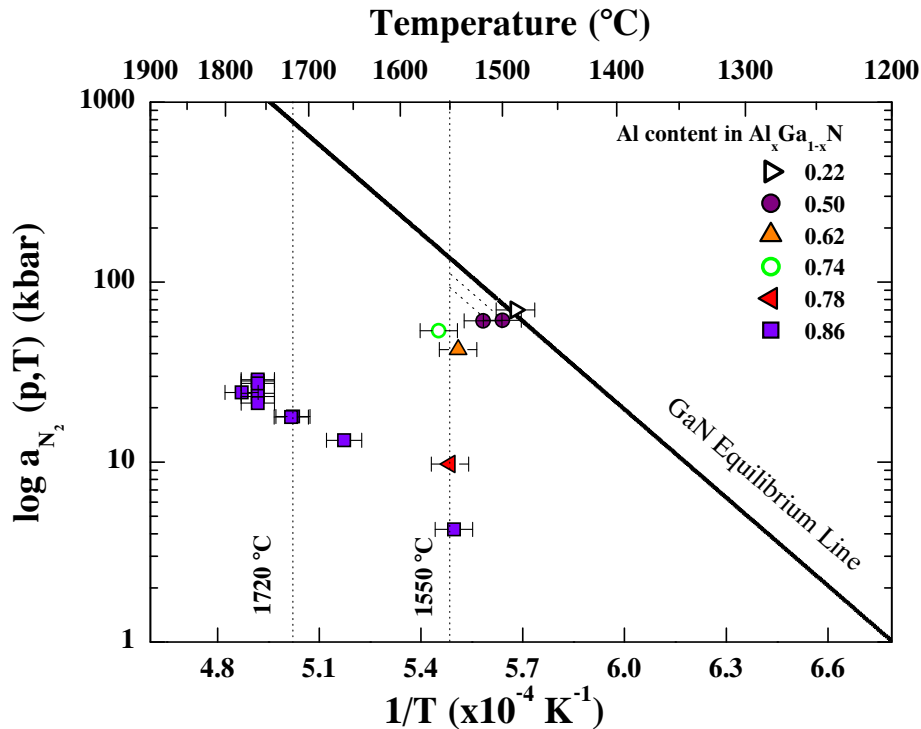 Temperature (°C)
1900 1800 1700 1600 1500 1400 1300 1200
1000
100
10
1
log a_N₂ (p,T) (kbar)
Al content in AlₓGa₁₋ₓN
0.22
0.50
0.62
0.74
0.78
0.86
GaN Equilibrium Line
1720 °C
1550 °C
4.8 5.1 5.4 5.7 6.0 6.3 6.6
1/T (x10⁻⁴ K⁻¹)